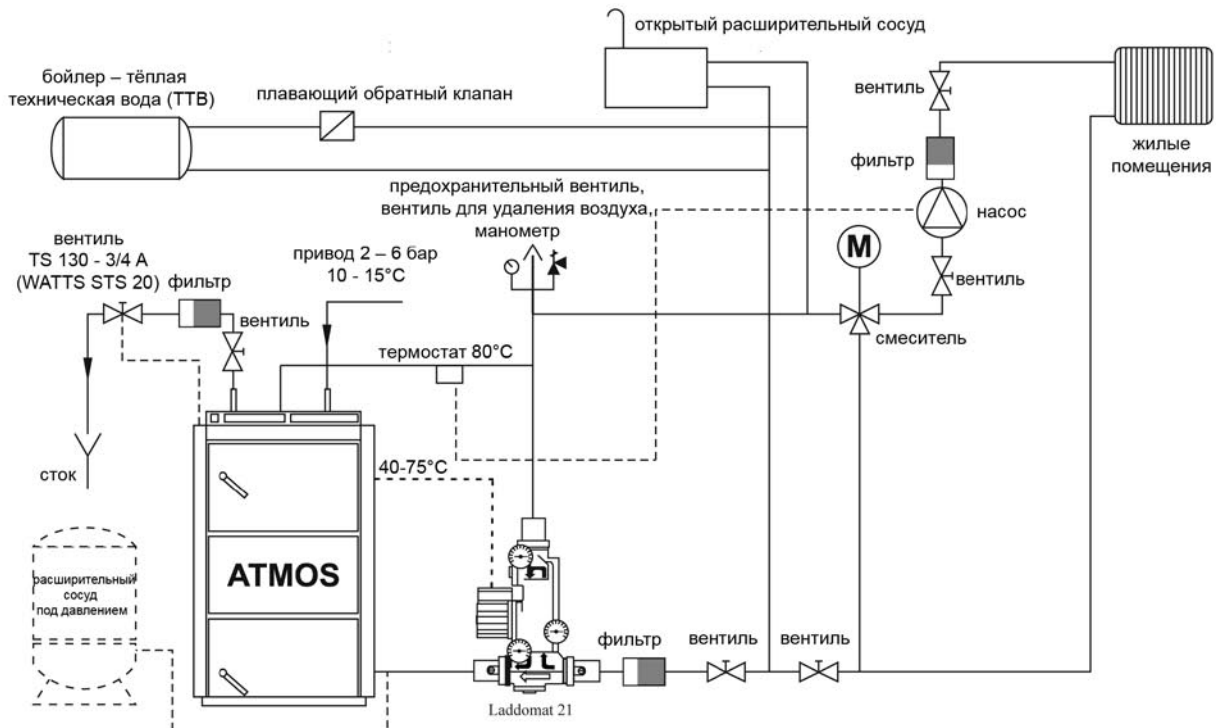 открытый расширительный сосуд
бойлер – тёплая
техническая вода (ТТВ)
плавающий обратный клапан
вентиль
фильтр
жилые
помещения
предохранительный вентиль,
вентиль для удаления воздуха,
манометр
насос
вентиль
TS 130 - 3/4 A
(WATTS STS 20)
фильтр
вентиль
привод 2 – 6 бар
10 - 15°C
M
вентиль
смеситель
термостат 80°C
сток
40-75°C
расширительный
сосуд
под давлением
ATMOS
фильтр
вентиль
вентиль
Laddomat 21